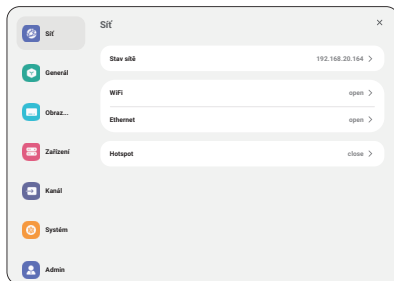 Síť
Generál
Obraz...
Zařízení
Kanál
Systém
Admin
Síť
Stav sítě 192.168.20.164
WiFi open
Ethernet open
Hotspot close